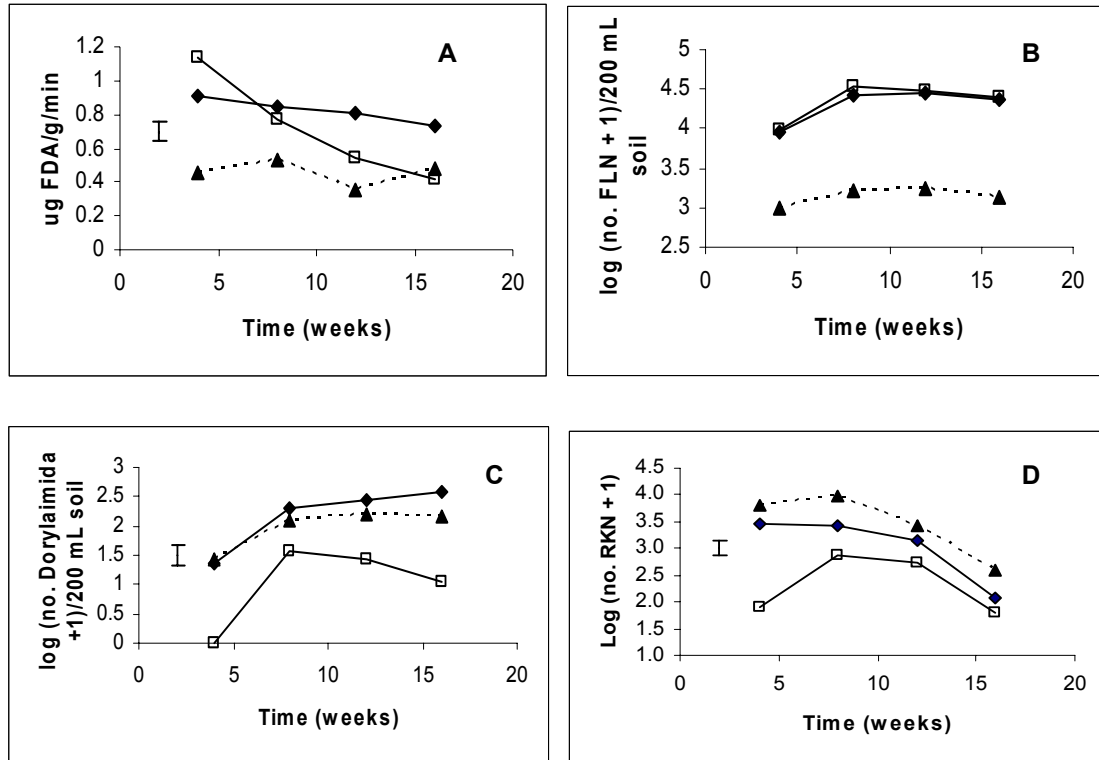 A
ug FDA/g/min
1.2
1
0.8
0.6
0.4
0.2
0
0 5 10 15 20
Time (weeks)
B
log (no. FLN + 1)/200 mL
soil
5
4.5
4
3.5
3
2.5
0 5 10 15 20
Time (weeks)
C
log (no. Dorylaimida
+1)/200 mL soil
3
2.5
2
1.5
1
0.5
0
0 5 10 15 20
Time (weeks)
D
Log (no. RKN + 1)
4.5
4.0
3.5
3.0
2.5
2.0
1.5
1.0
0 5 10 15 20
Time (weeks)